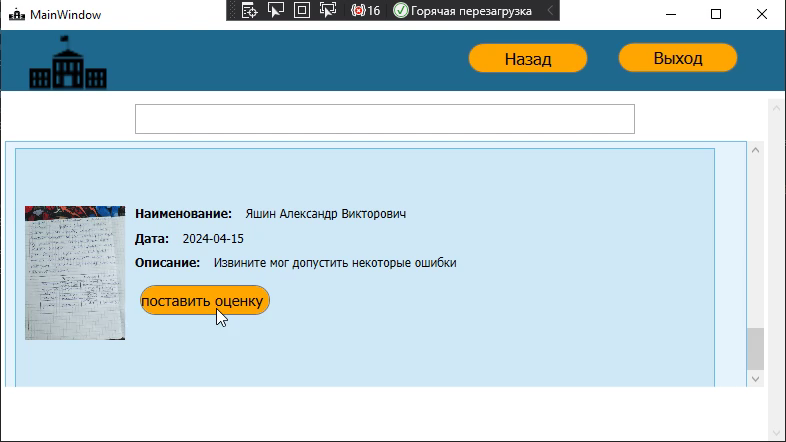 MainWindow
16
Горячая перезагрузка
Назад
Выход
Наименование: Яшин Александр Викторович
Дата: 2024-04-15
Описание: Извините мог допустить некоторые ошибки
поставить оценку